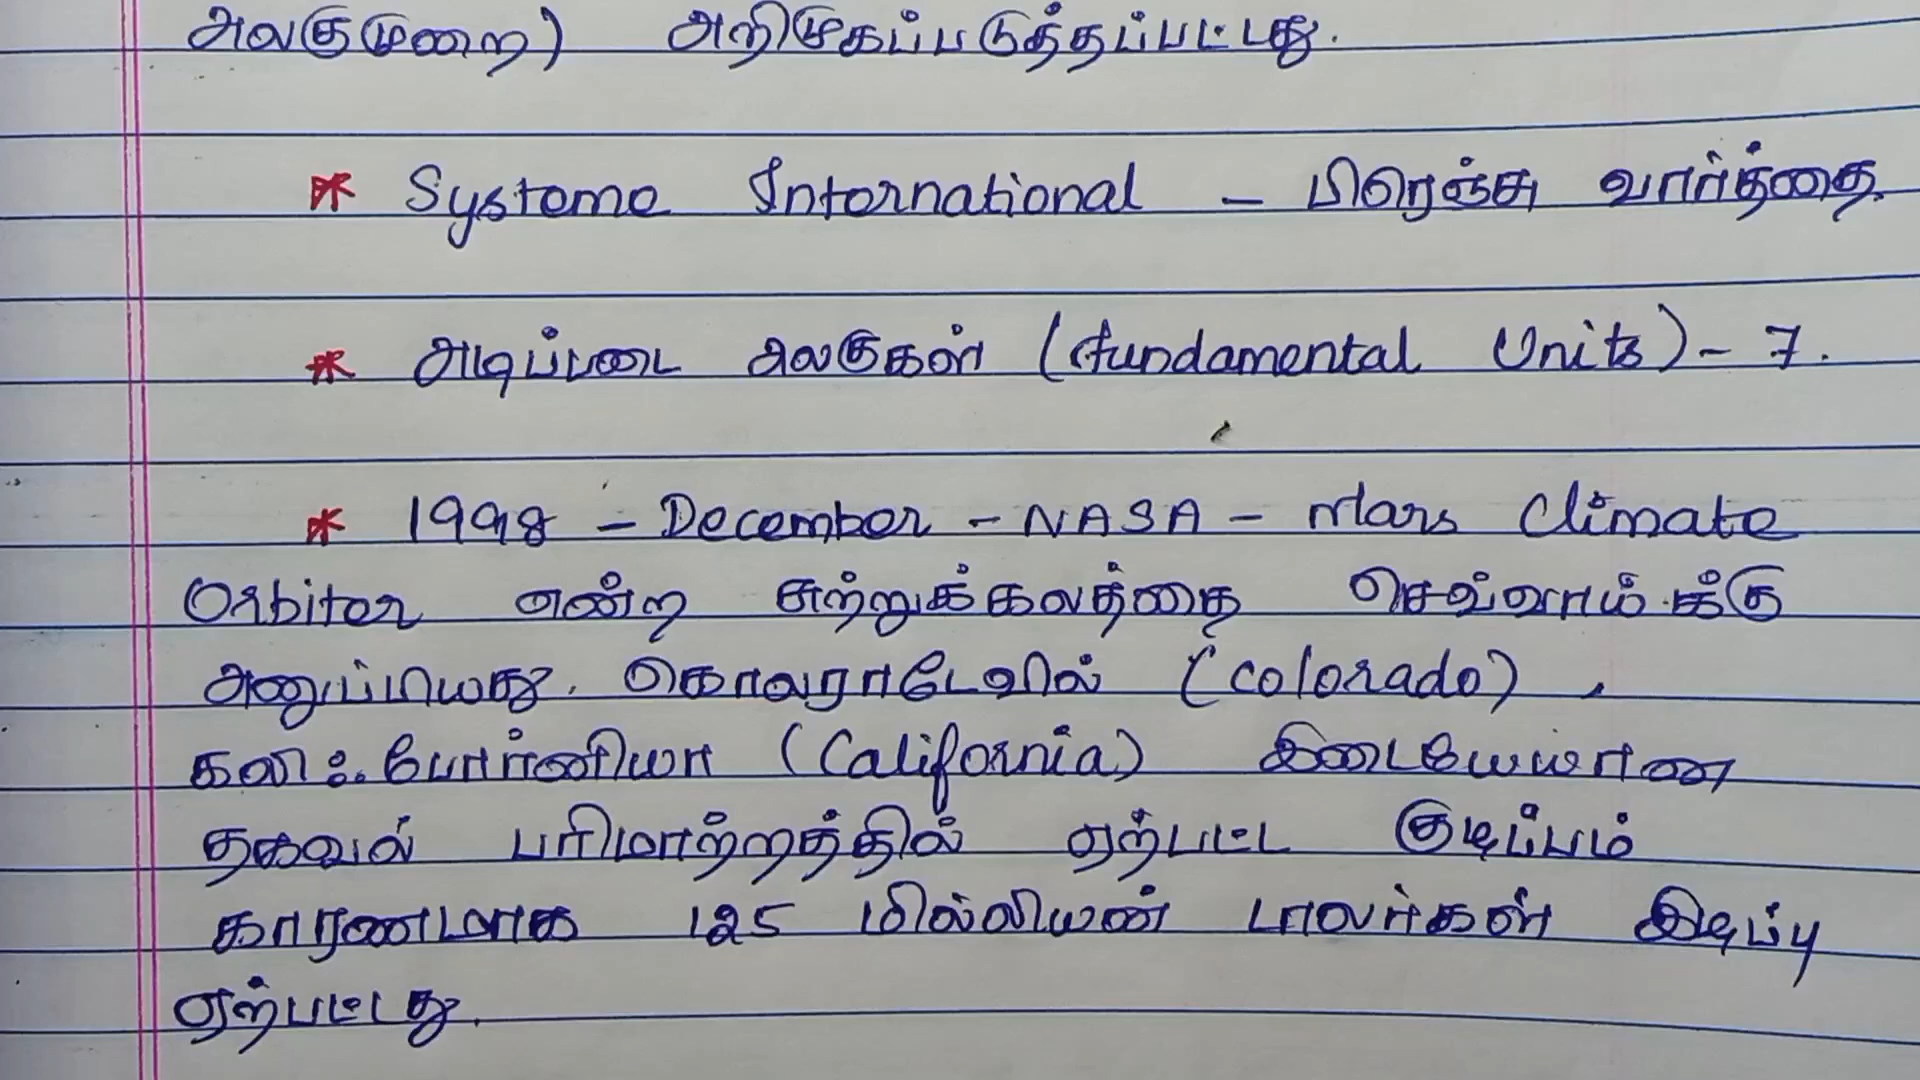 அலகுமுறை) அறிமுகப்படுத்தப்பட்டது.
* Systeme International - பிரெஞ்சு வார்த்தை.
* அடிப்படை அலகுகள் (fundamental Units) - 7.
* 1998 - December - NASA - Mars Climate
Orbiter என்ற சுற்றுக்கலத்தை செவ்வாய்க்கு
அனுப்பியது. கொலராடோவில் (Colorado),
கலிஃபோர்னியா (California) இடையேயான
தகவல் பரிமாற்றத்தில் ஏற்பட்ட குழப்பம்
காரணமாக 125 மில்லியன் டாலர்கள் இழப்பு
ஏற்பட்டது.